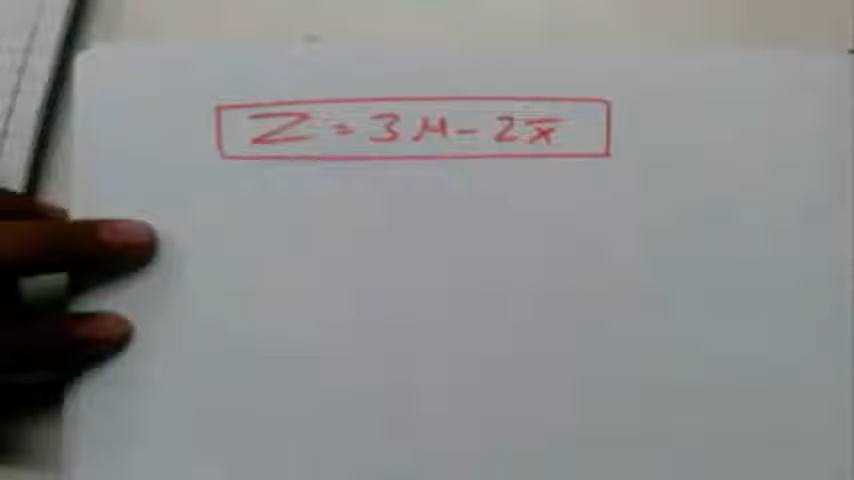 Z = 3M - 2x̄